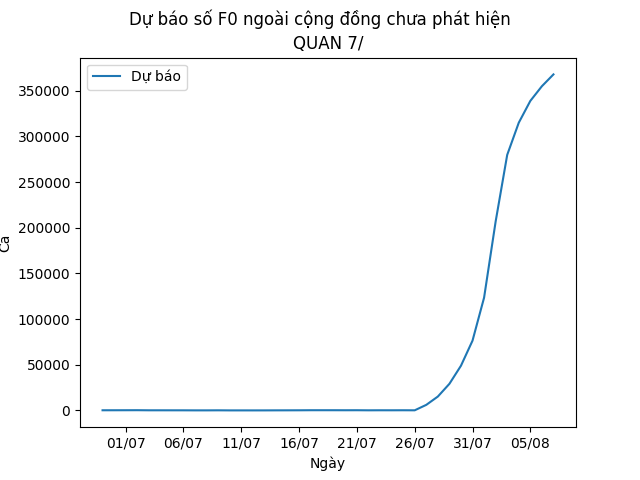 Dự báo số F0 ngoài cộng đồng chưa phát hiện
QUAN 7/
Dự báo
350000
300000
250000
200000
150000
100000
50000
0
Ca
01/07 06/07 11/07 16/07 21/07 26/07 31/07 05/08
Ngày